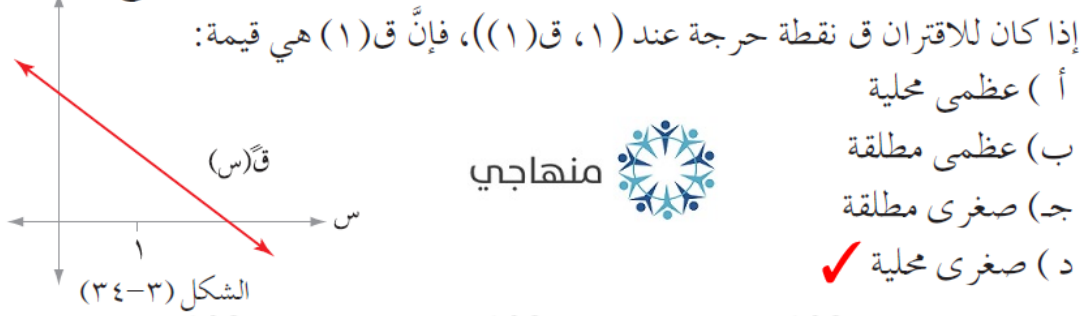 إذا كان للاقتران ق نقطة حرجة عند (١، ق(١))، فإنَّ ق(١) هي قيمة:
أ ) عظمى محلية
ب) عظمى مطلقة
جـ) صغرى مطلقة
د ) صغرى محلية
منهاجي
قً(س)
س
١
الشكل (٣-٣٤)